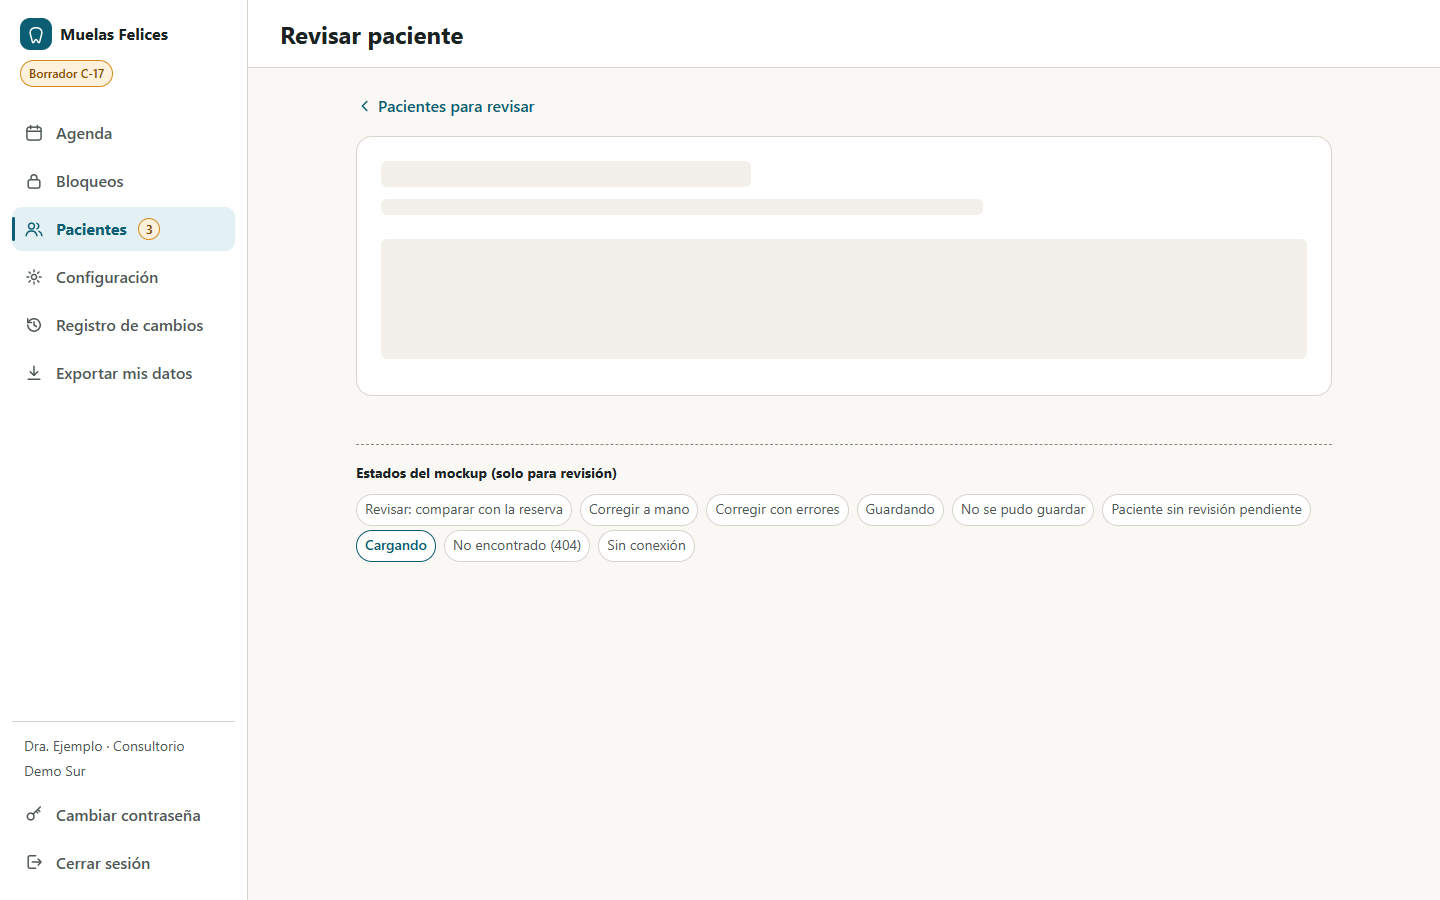 Muelas Felices
Borrador C-17
Agenda
Bloqueos
Pacientes 3
Configuración
Registro de cambios
Exportar mis datos
Dra. Ejemplo · Consultorio
Demo Sur
Cambiar contraseña
Cerrar sesión
Revisar paciente
Pacientes para revisar
Estados del mockup (solo para revisión)
Revisar: comparar con la reserva Corregir a mano Corregir con errores Guardando No se pudo guardar Paciente sin revisión pendiente
Cargando No encontrado (404) Sin conexión